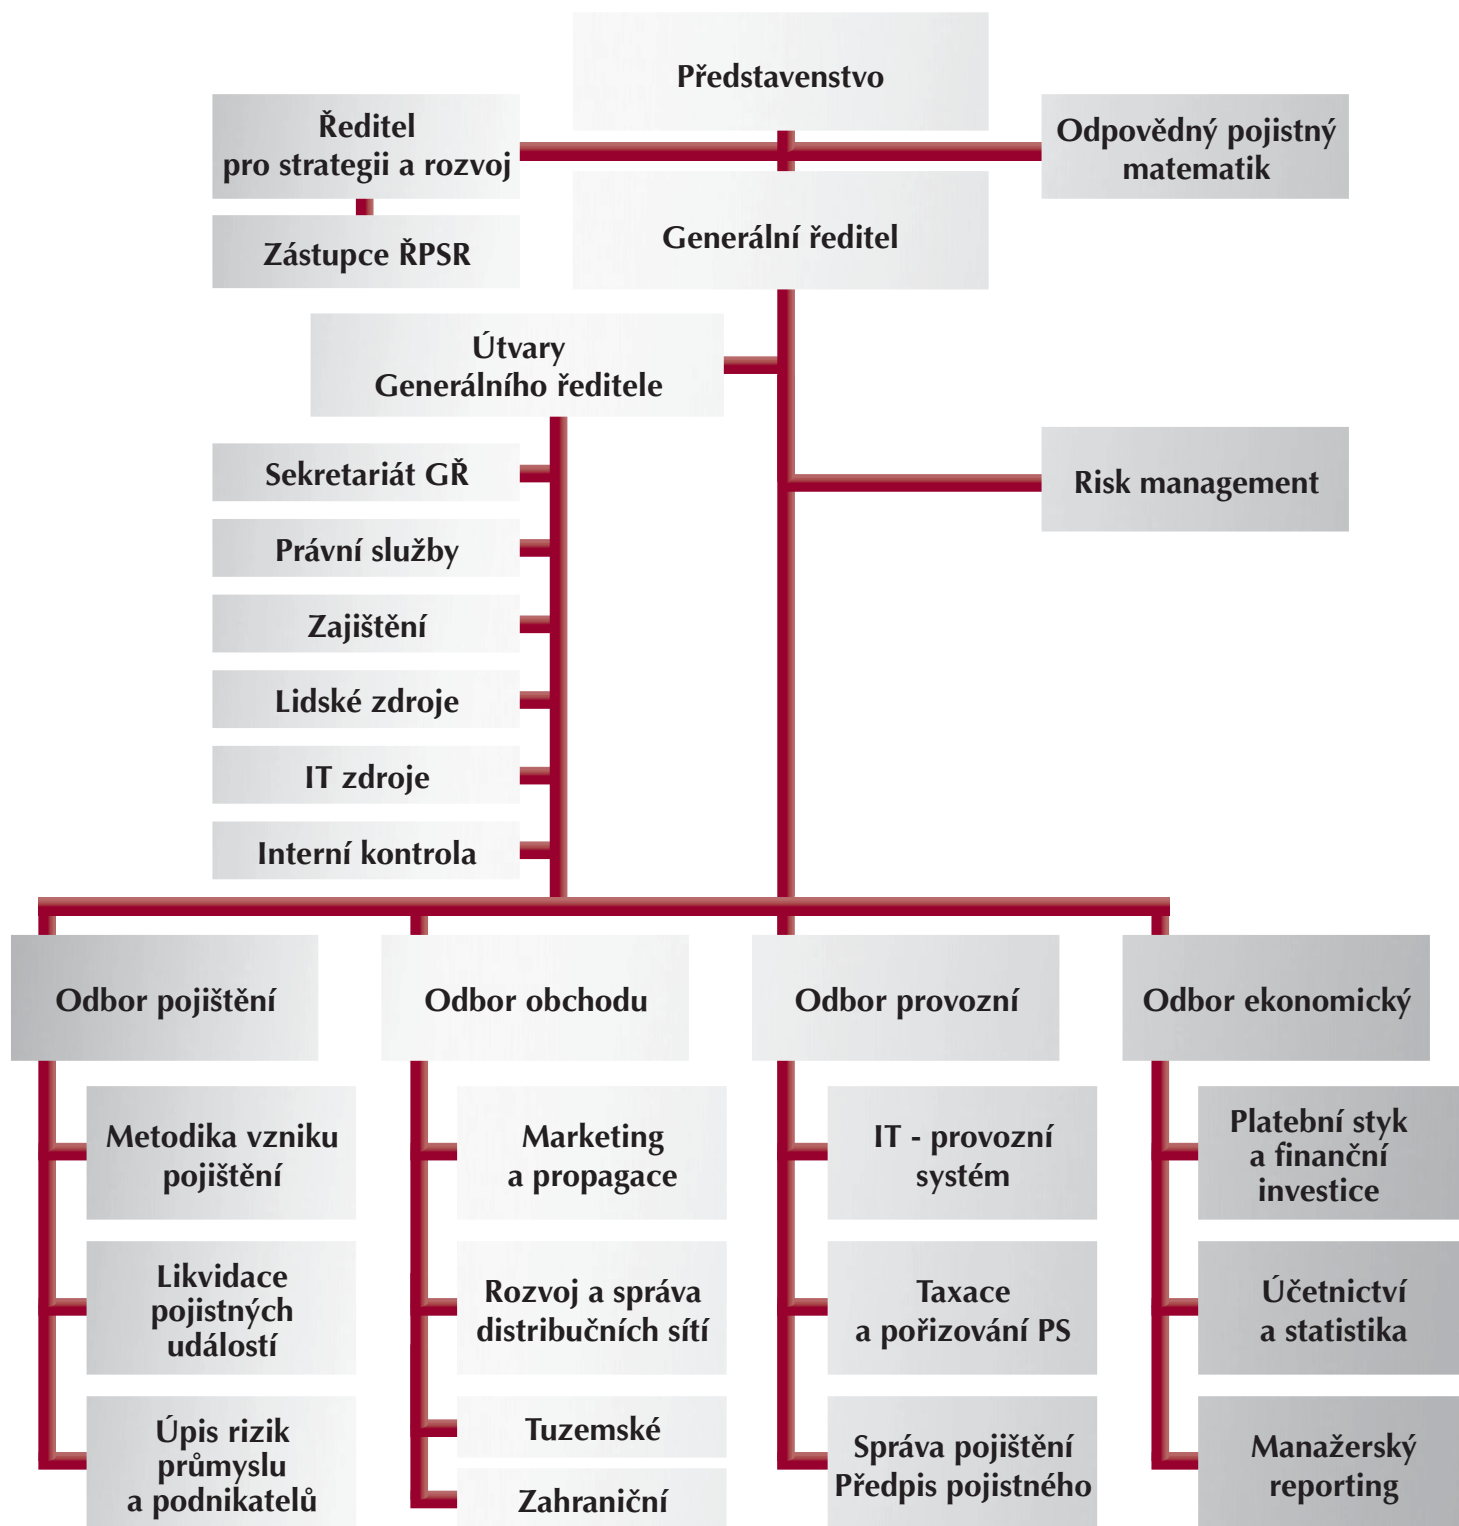 Představenstvo
Ředitel
pro strategii a rozvoj
Odpovědný pojistný
matematik
Zástupce ŘPSR
Generální ředitel
Útvary
Generálního ředitele
Sekretariát GŘ
Risk management
Právní služby
Zajištění
Lidské zdroje
IT zdroje
Interní kontrola
Odbor pojištění
Odbor obchodu
Odbor provozní
Odbor ekonomický
Metodika vzniku
pojištění
Marketing
a propagace
IT - provozní
systém
Platební styk
a finanční
investice
Likvidace
pojistných
událostí
Rozvoj a správa
distribučních sítí
Taxace
a pořizování PS
Účetnictví
a statistika
Úpis rizik
průmyslu
a podnikatelů
Tuzemské
Zahraniční
Správa pojištění
Předpis pojistného
Manažerský
reporting